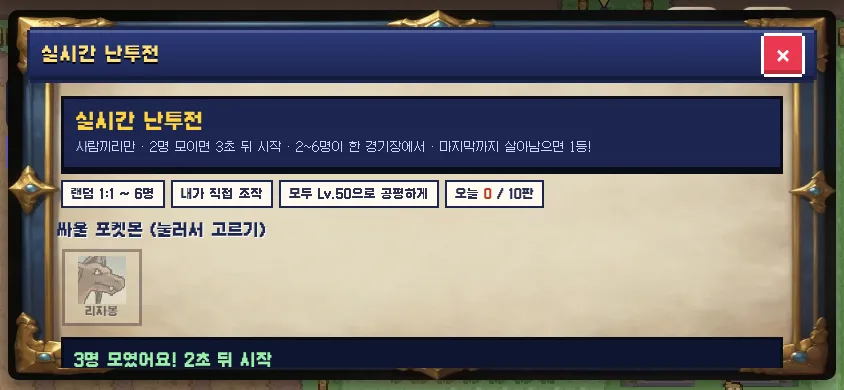 실시간 난투전
×
실시간 난투전
사람끼리만 · 2명 모이면 3초 뒤 시작 · 2~6명이 한 경기장에서 · 마지막까지 살아남으면 1등!
랜덤 1:1 ~ 6명
내가 직접 조작
모두 Lv.50으로 공평하게
오늘 0 / 10판
싸울 포켓몬 (눌러서 고르기)
리자몽
3명 모였어요! 2초 뒤 시작